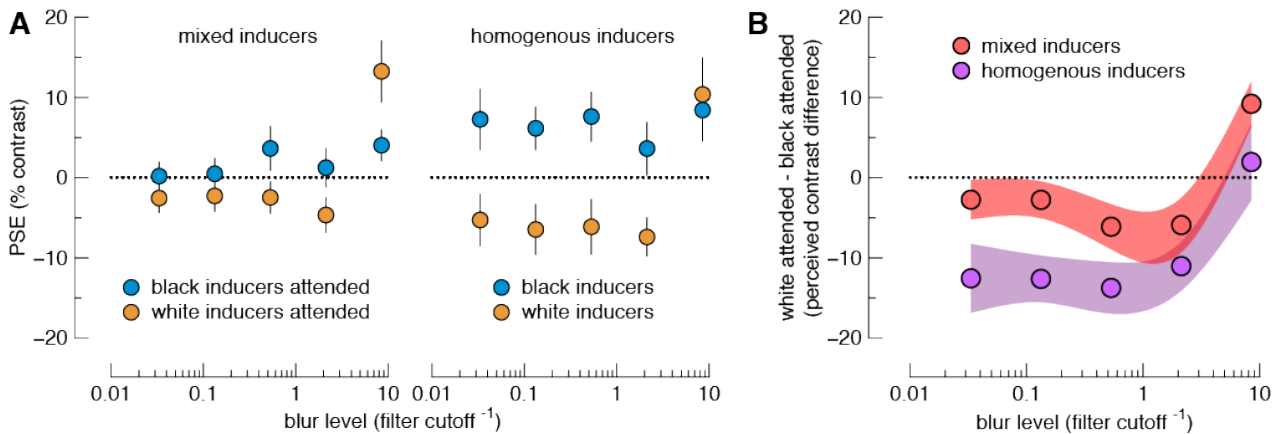 A
mixed inducers
homogenous inducers
20
10
0
−10
−20
PSE (% contrast)
black inducers attended
white inducers attended
black inducers
white inducers
0.01
0.1
1
10
0.01
0.1
1
10
blur level (filter cutoff -1)
blur level (filter cutoff -1)
B
mixed inducers
homogenous inducers
white attended - black attended
(perceived contrast difference)
20
10
0
−10
−20
0.01
0.1
1
10
blur level (filter cutoff -1)